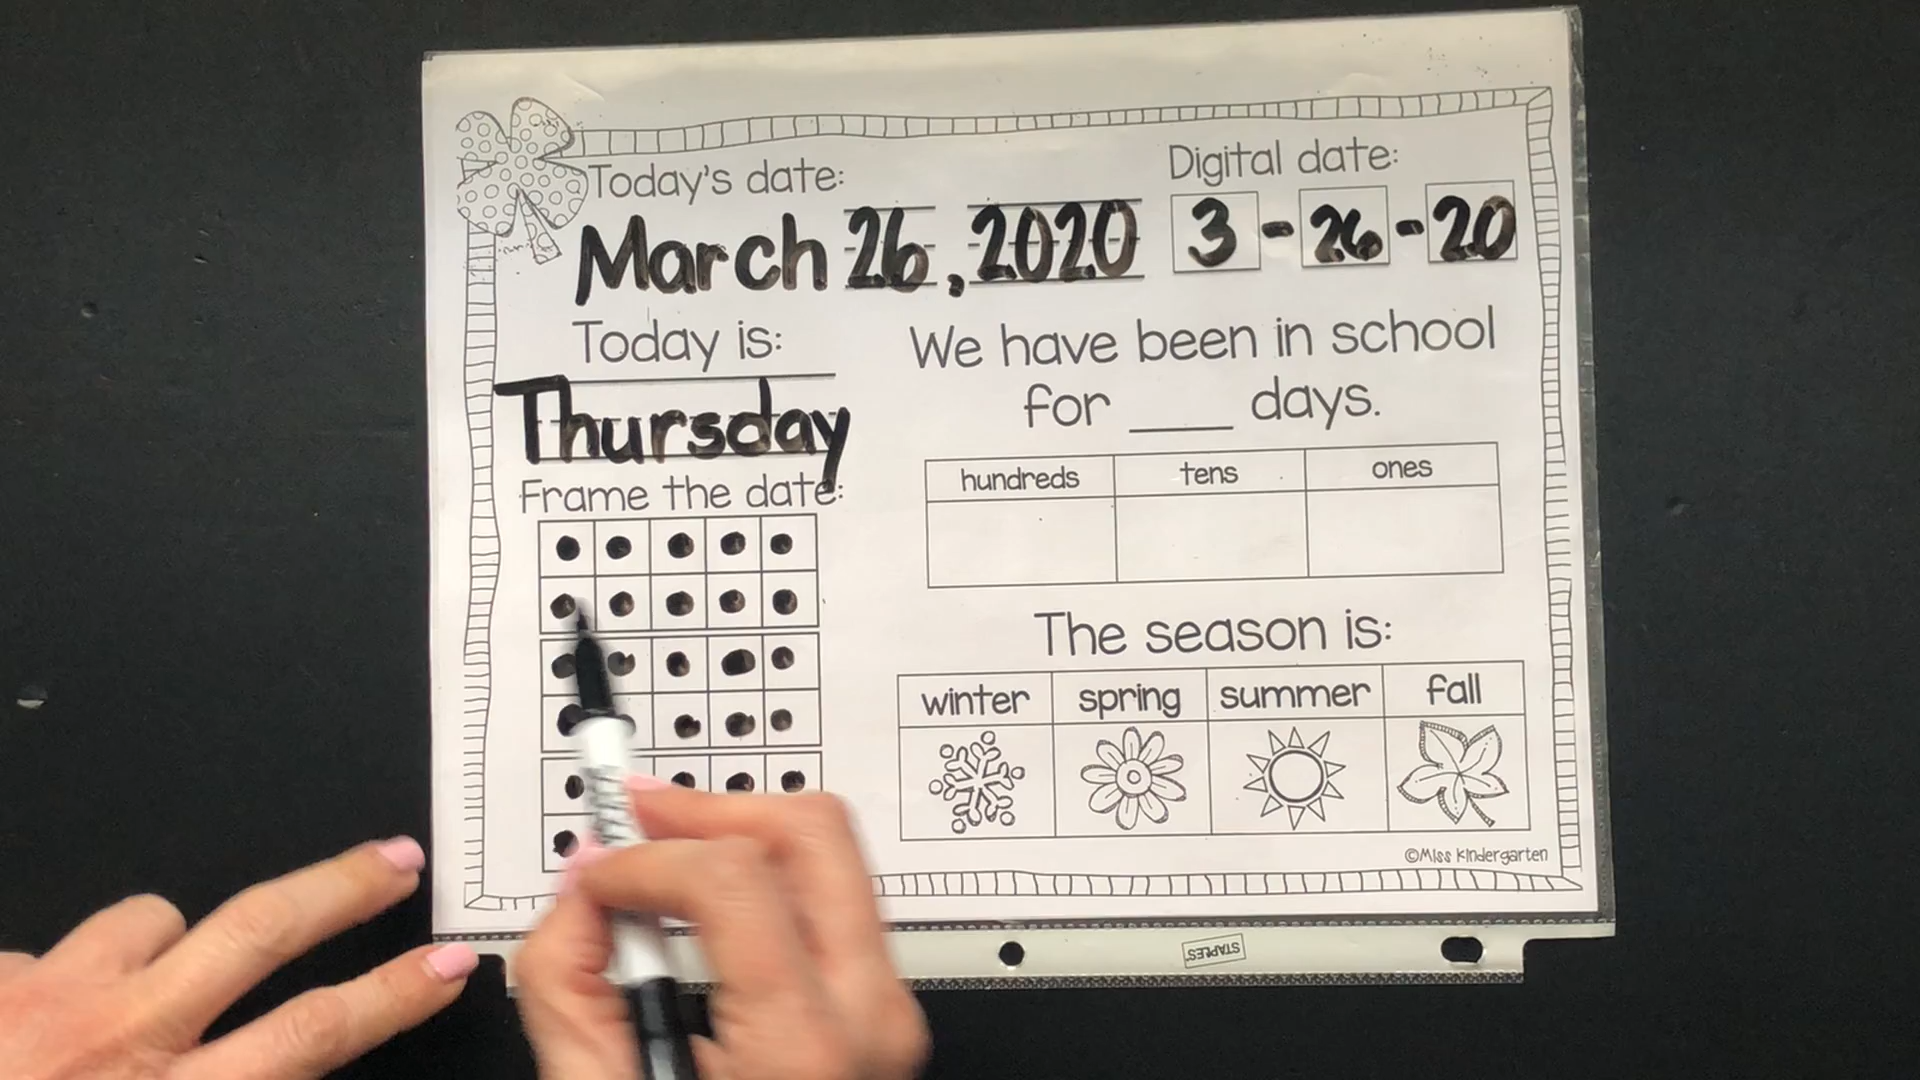 Today's date:
March 26, 2020
Digital date:
3 - 26 - 20
Today is:
Thursday
We have been in school
for ____ days.
hundreds tens ones
Frame the date:
The season is:
winter spring summer fall
©Miss Kindergarten
STAPLES